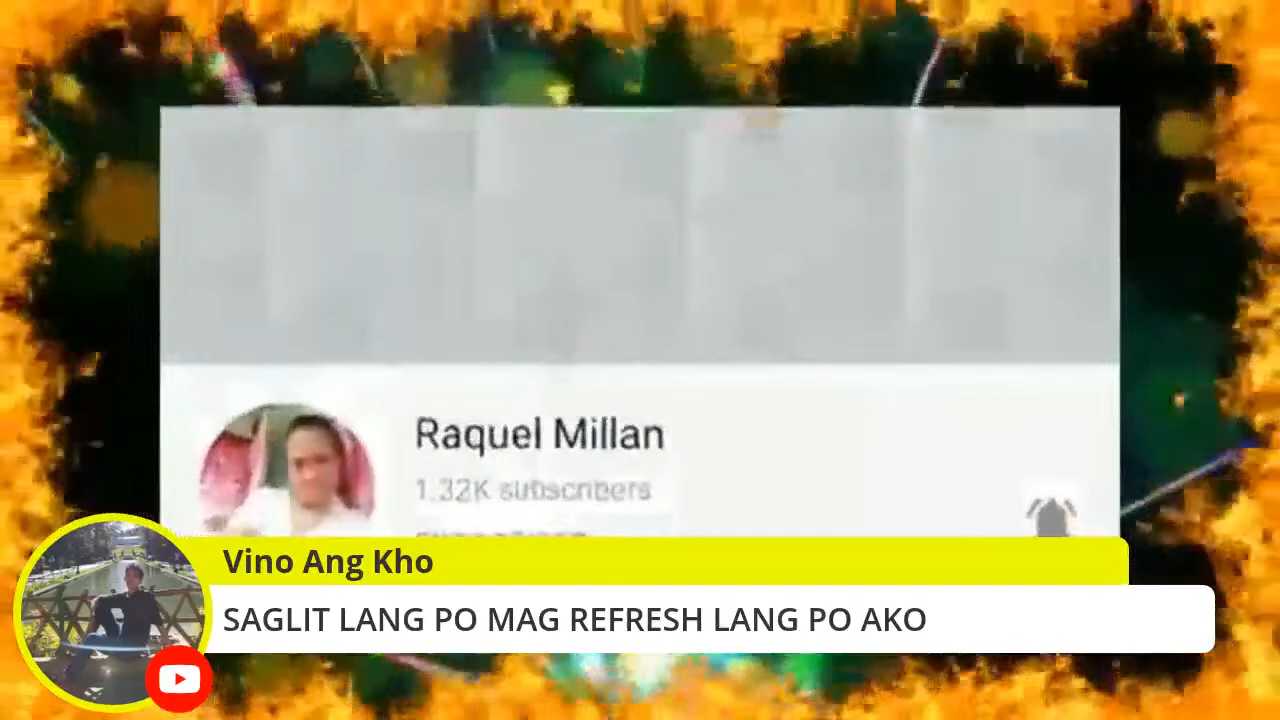 Raquel Millan
1.32K subscribers
Vino Ang Kho
SAGLIT LANG PO MAG REFRESH LANG PO AKO